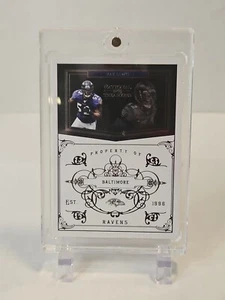 PROPERTY OF
BALTIMORE
EST. 1996
RAVENS